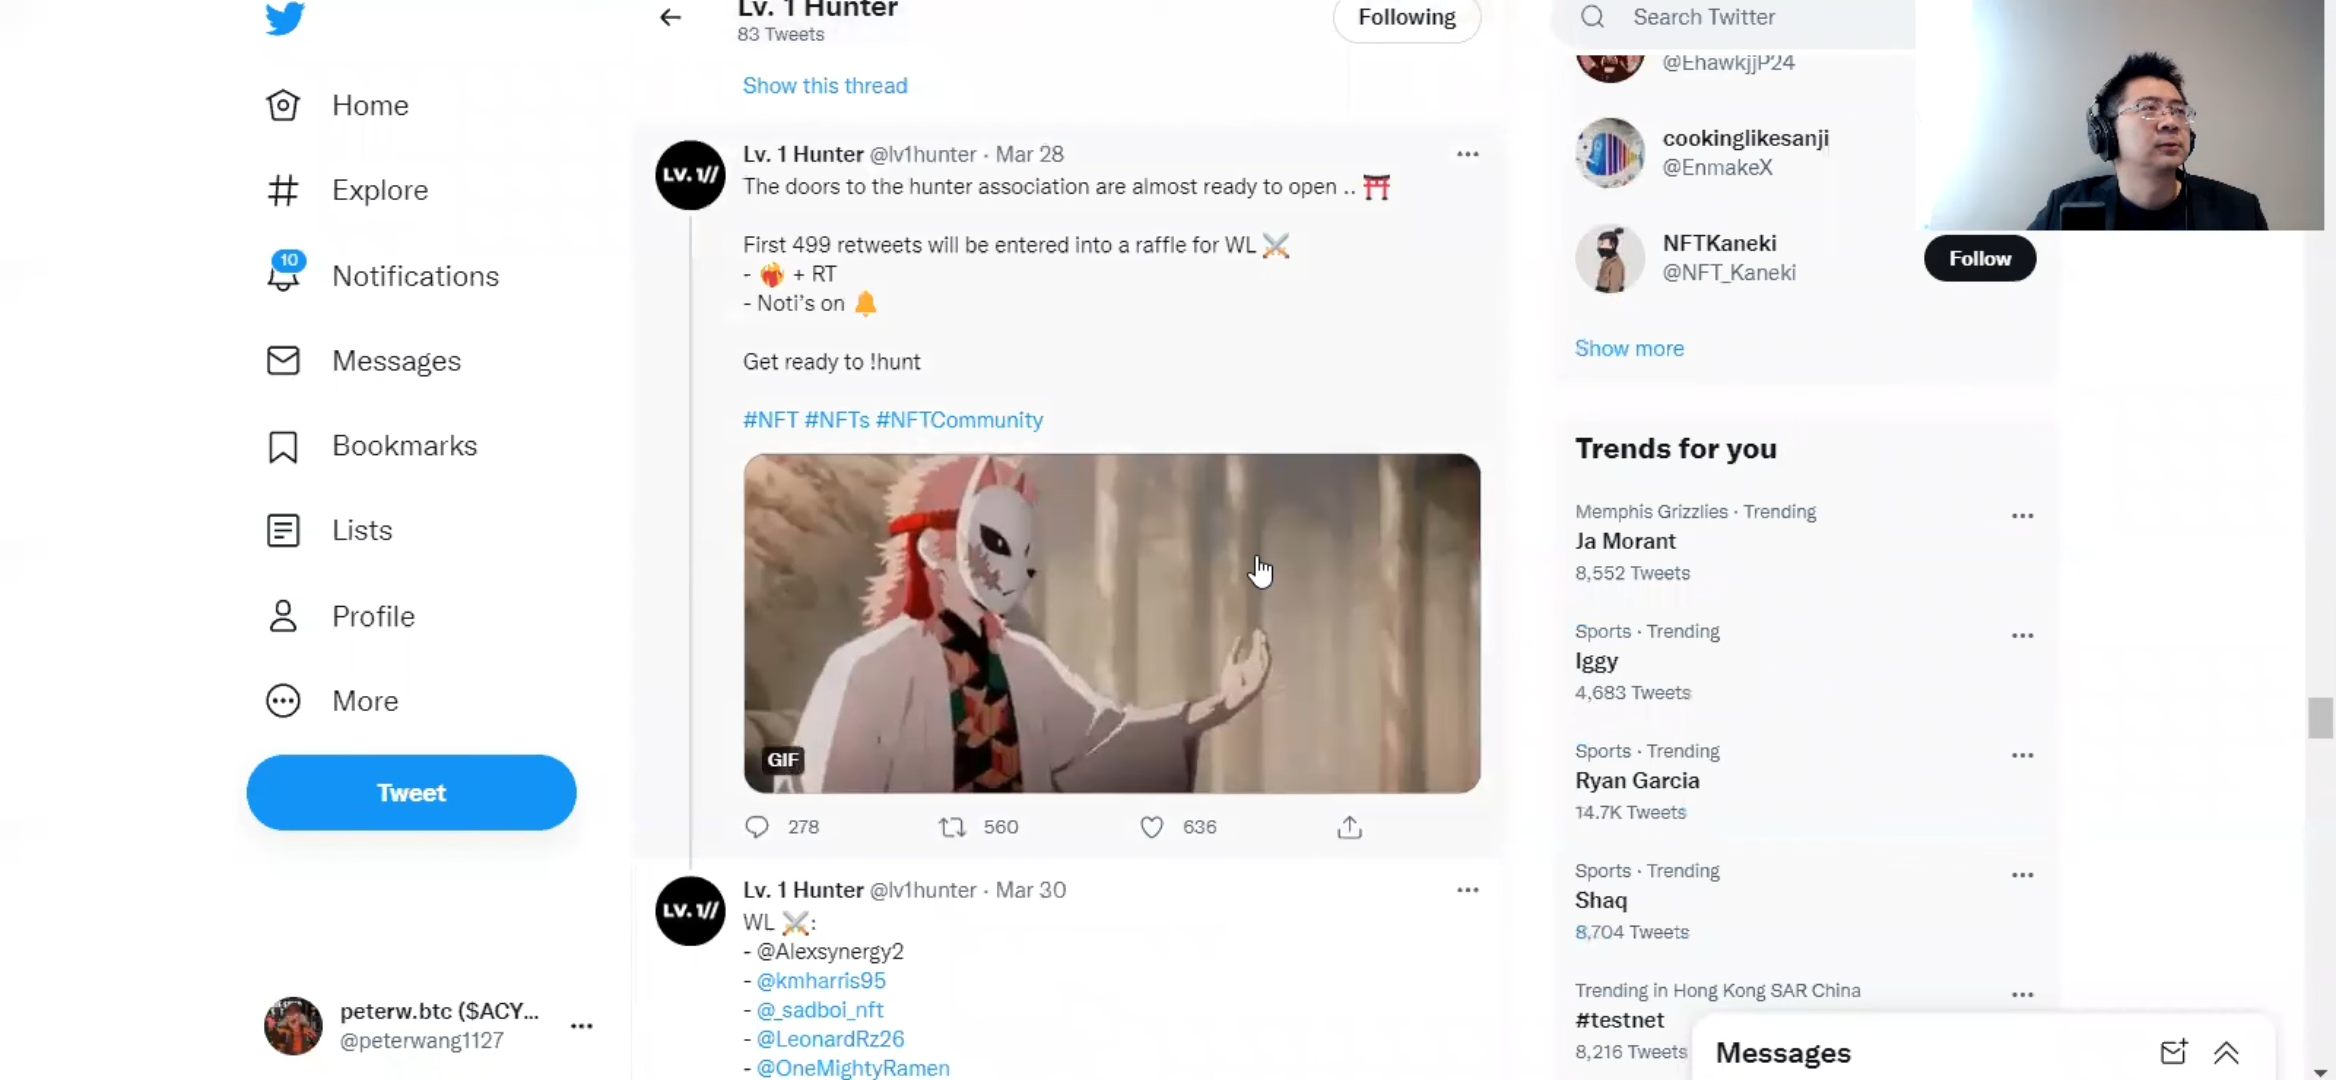 Home
Explore
10
Notifications
Messages
Bookmarks
Lists
Profile
More
Tweet
peterw.btc ($ACY...
@peterwang1127
Lv. 1 Hunter
83 Tweets
Following
Show this thread
LV. 1//
Lv. 1 Hunter @lv1hunter · Mar 28
The doors to the hunter association are almost ready to open .. ⛩️
First 499 retweets will be entered into a raffle for WL ⚔️
- ❤️‍🔥 + RT
- Noti's on 🔔
Get ready to !hunt
#NFT #NFTs #NFTCommunity
GIF
278 560 636
LV. 1//
Lv. 1 Hunter @lv1hunter · Mar 30
WL ⚔️:
- @Alexsynergy2
- @kmharris95
- @_sadboi_nft
- @LeonardRz26
- @OneMightyRamen
Search Twitter
@EhawkjjP24
cookinglikesanji
@EnmakeX
NFTKaneki
@NFT_Kaneki
Follow
Show more
Trends for you
Memphis Grizzlies · Trending
Ja Morant
8,552 Tweets
Sports · Trending
Iggy
4,683 Tweets
Sports · Trending
Ryan Garcia
14.7K Tweets
Sports · Trending
Shaq
8,704 Tweets
Trending in Hong Kong SAR China
#testnet
8,216 Tweets
Messages